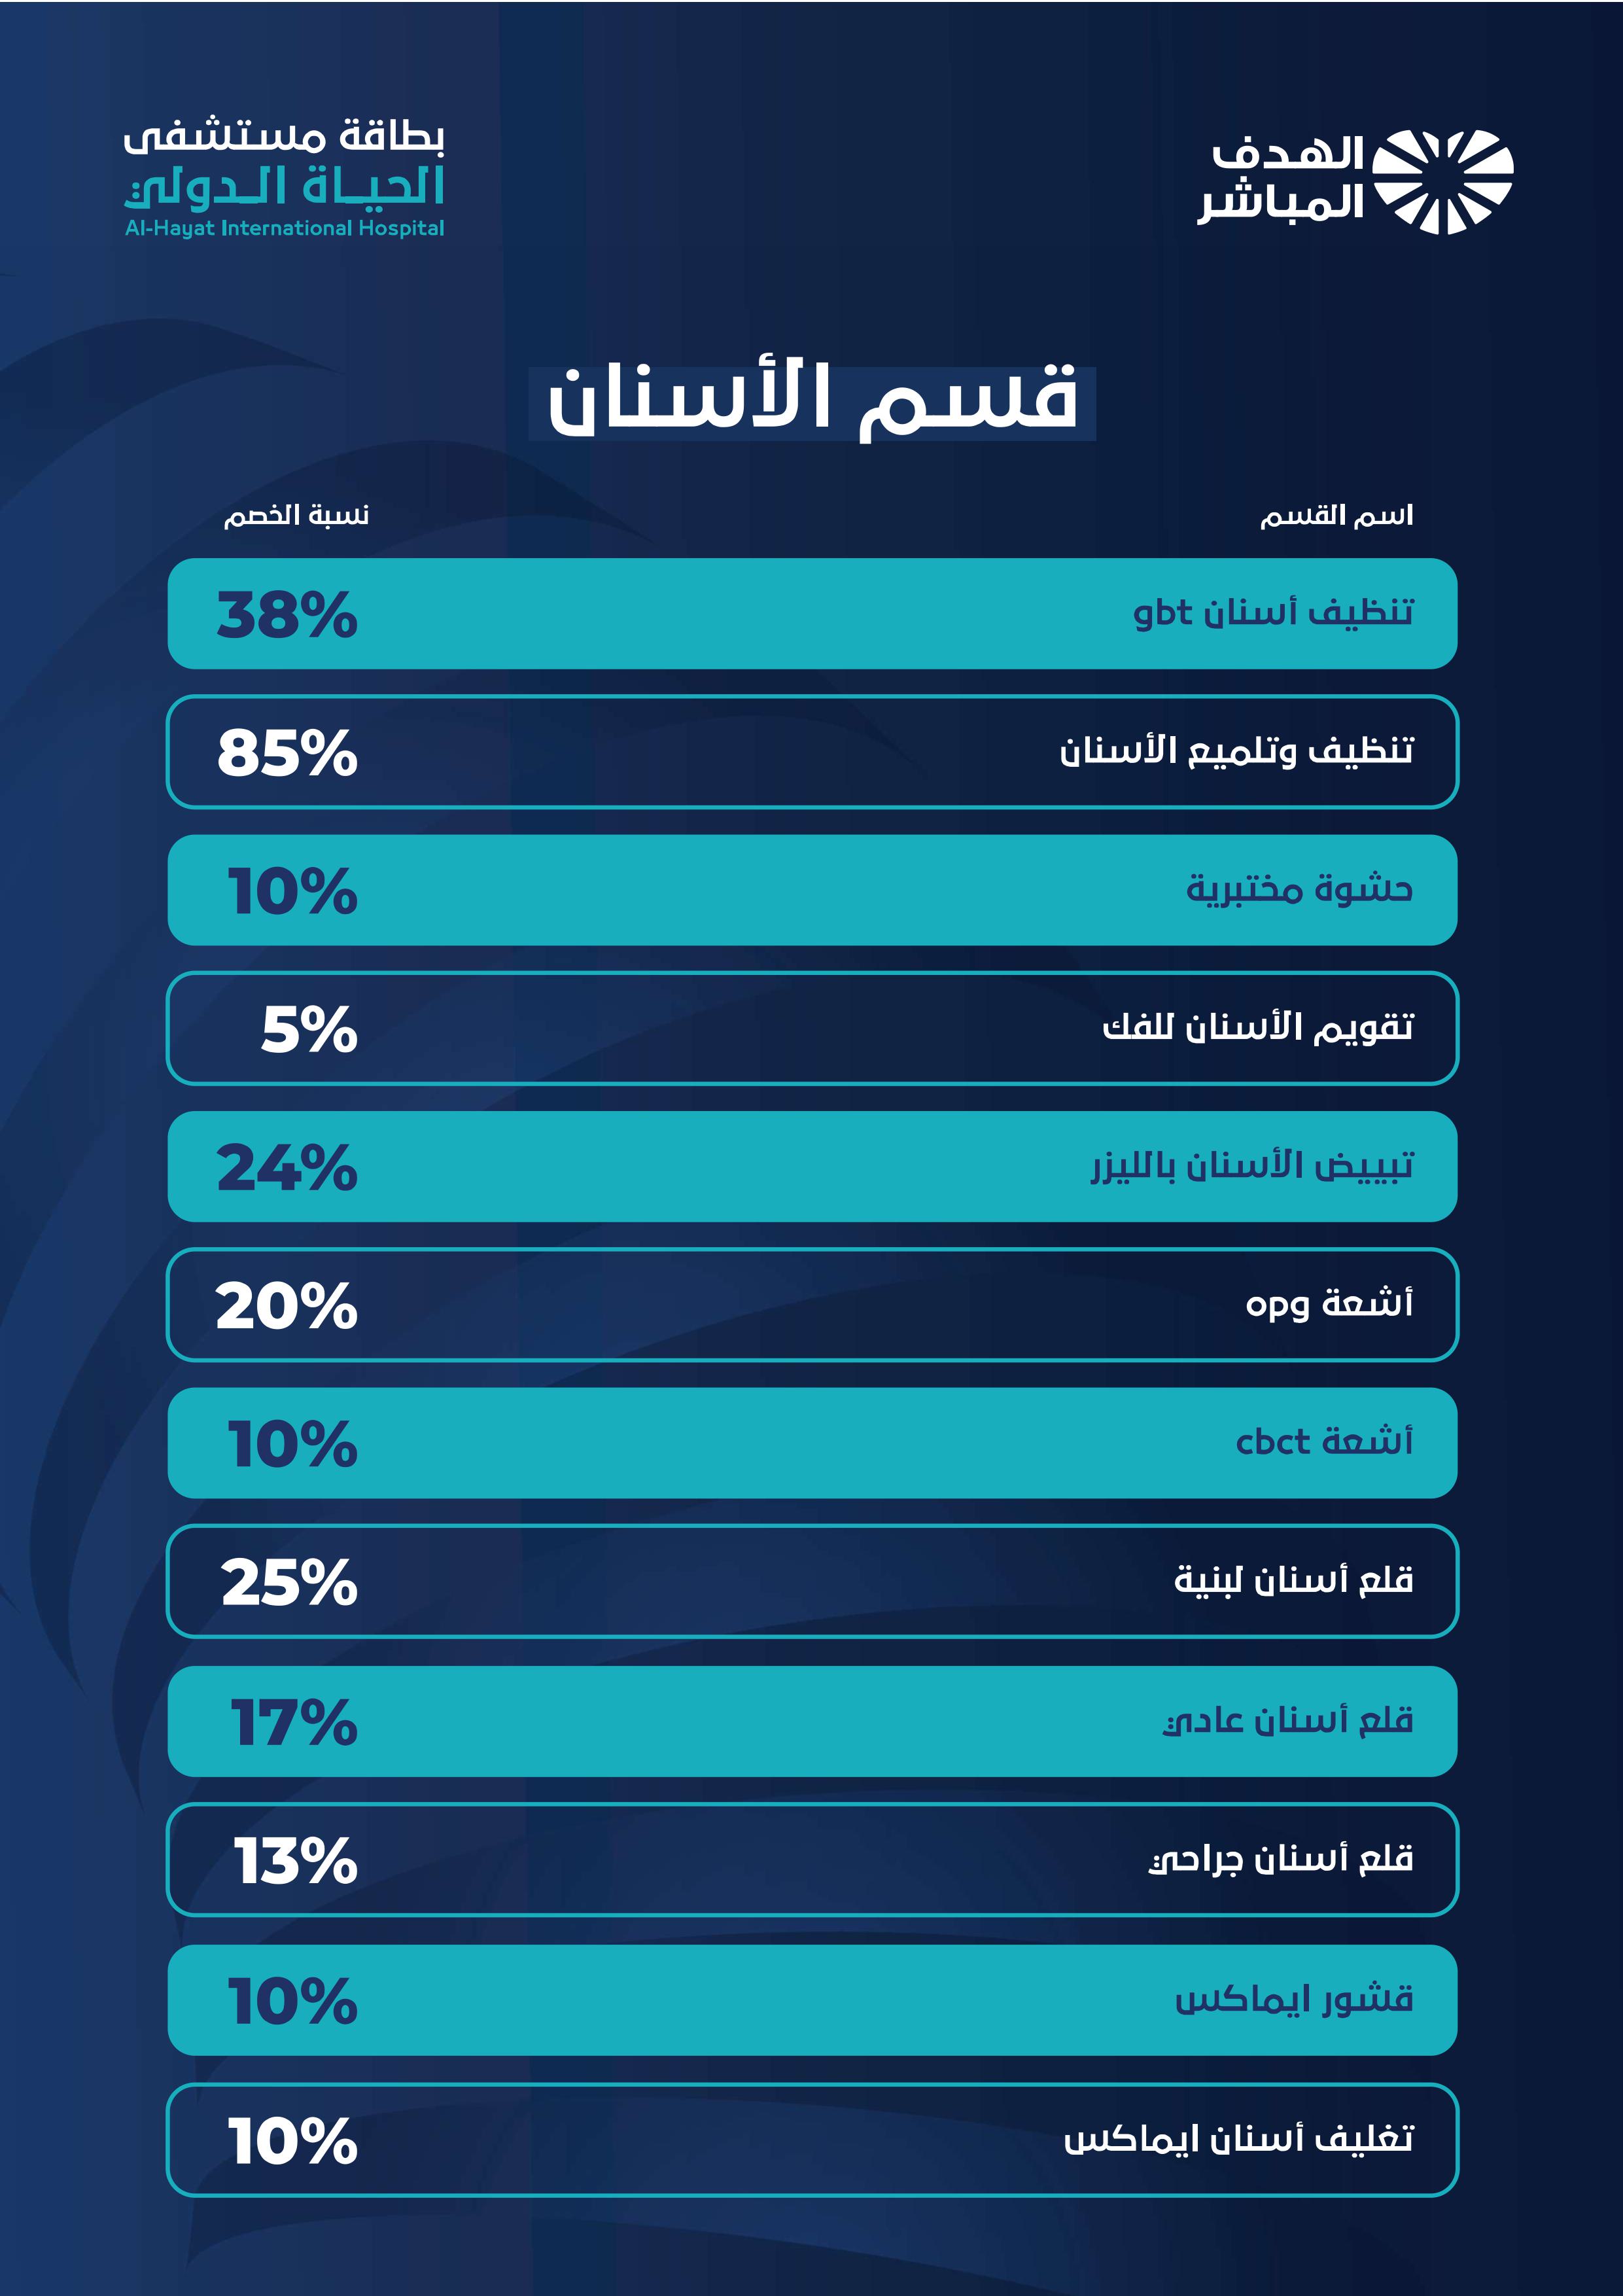 الهدف
المباشر
بطاقة مستشفى
الحياة الدولي
Al-Hayat International Hospital
قسم الأسنان
اسم القسم نسبة الخصم
تنظيف أسنان gbt 38%
تنظيف وتلميع الأسنان 85%
حشوة مختبرية 10%
تقويم الأسنان للفك 5%
تبييض الأسنان بالليزر 24%
أشعة opg 20%
أشعة cbct 10%
قلع أسنان لبنية 25%
قلع أسنان عادي 17%
قلع أسنان جراحي 13%
قشور ايماكس 10%
تغليف أسنان ايماكس 10%